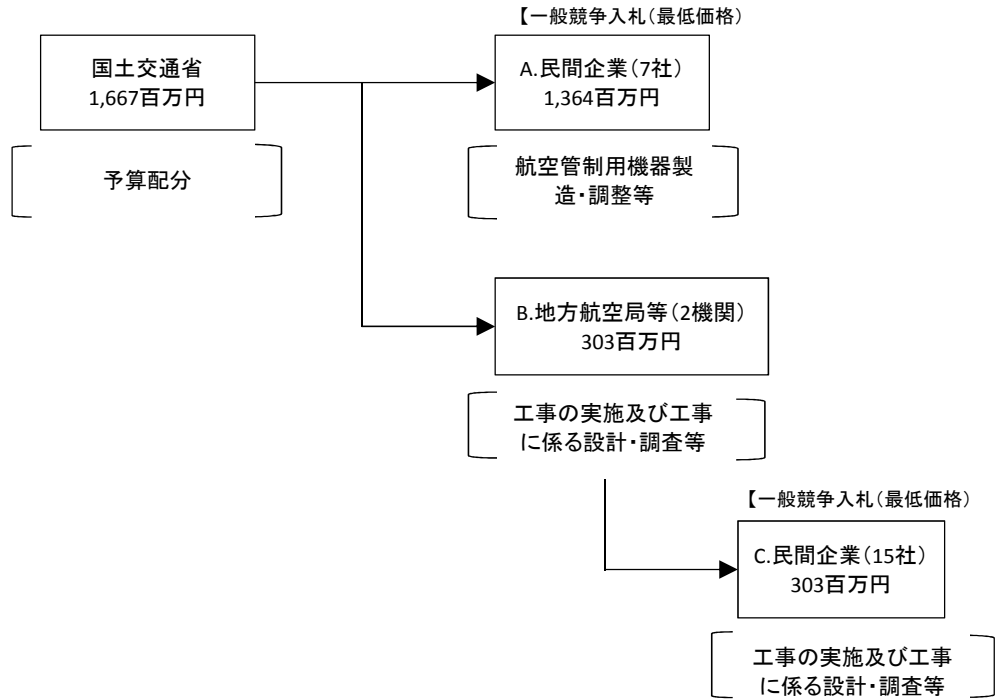 【一般競争入札（最低価格）
国土交通省
1,667百万円
A.民間企業（7社）
1,364百万円
予算配分
航空管制用機器製
造・調整等
B.地方航空局等（2機関）
303百万円
工事の実施及び工事
に係る設計・調査等
【一般競争入札（最低価格）
C.民間企業（15社）
303百万円
工事の実施及び工事
に係る設計・調査等